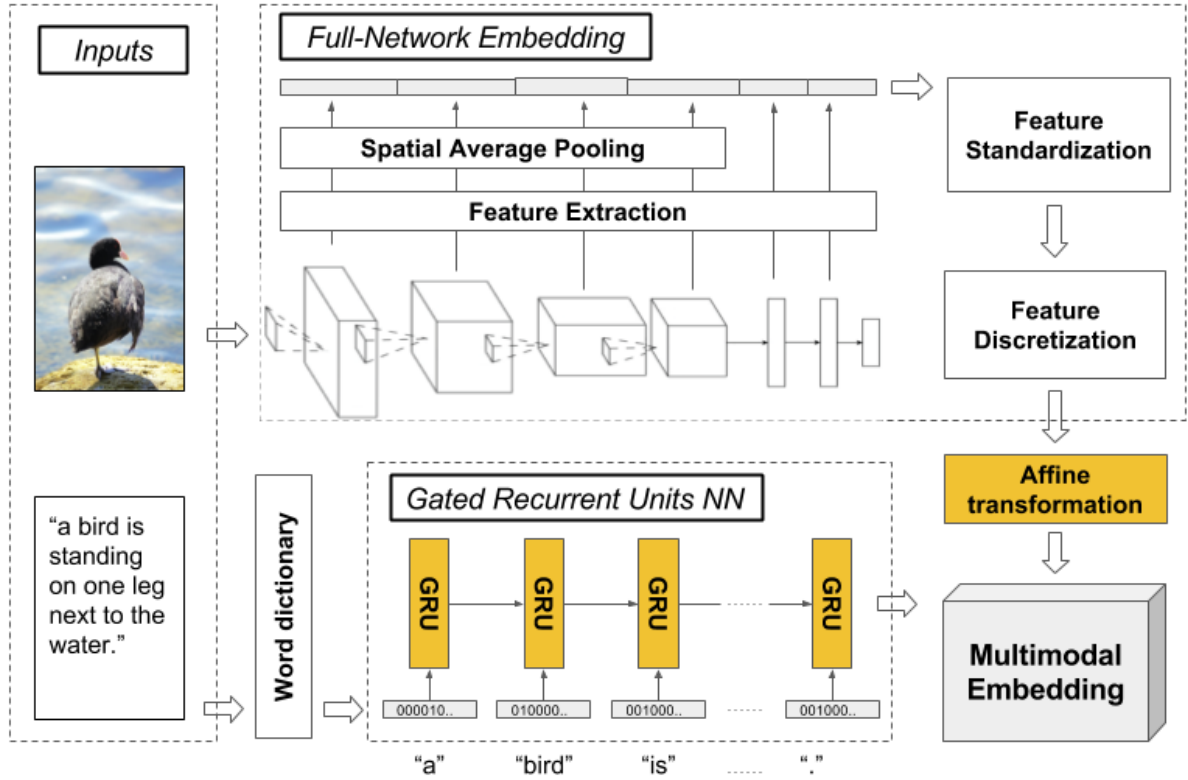 Inputs
Full-Network Embedding
Spatial Average Pooling
Feature Extraction
Feature
Standardization
Feature
Discretization
Affine
transformation
Multimodal
Embedding
“a bird is
standing
on one leg
next to the
water.”
Word dictionary
Gated Recurrent Units NN
GRU
GRU
GRU
GRU
000010..
010000..
001000..
001000..
“a”
“bird”
“is”
“.”